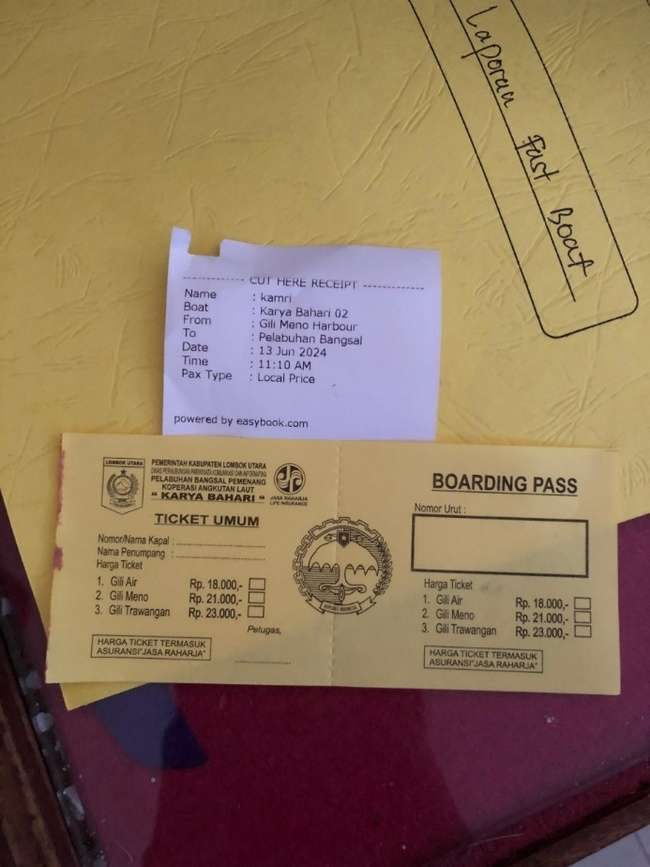 Laporan Fast Boat
CUT HERE RECEIPT
Name : kamri
Boat : Karya Bahari 02
From : Gili Meno Harbour
To : Pelabuhan Bangsal
Date : 13 Jun 2024
Time : 11:10 AM
Pax Type : Local Price
powered by easybook.com
LOMBOK UTARA
PEMERINTAH KABUPATEN LOMBOK UTARA
DINAS PERHUBUNGAN PARIWISATA KOMUNIKASI DAN INFORMATIKA
PELABUHAN BANGSAL PEMENANG
KOPERASI ANGKUTAN LAUT
" KARYA BAHARI "
JASA RAHARJA
LIFE INSURANCE
TICKET UMUM
Nomor/Nama Kapal :
Nama Penumpang :
Harga Ticket
1. Gili Air Rp. 18.000,-
2. Gili Meno Rp. 21.000,-
3. Gili Trawangan Rp. 23.000,-
Petugas,
HARGA TICKET TERMASUK
ASURANSI"JASA RAHARJA"
BOARDING PASS
Nomor Urut :
Harga Ticket
1. Gili Air Rp. 18.000,-
2. Gili Meno Rp. 21.000,-
3. Gili Trawangan Rp. 23.000,-
HARGA TICKET TERMASUK
ASURANSI"JASA RAHARJA"